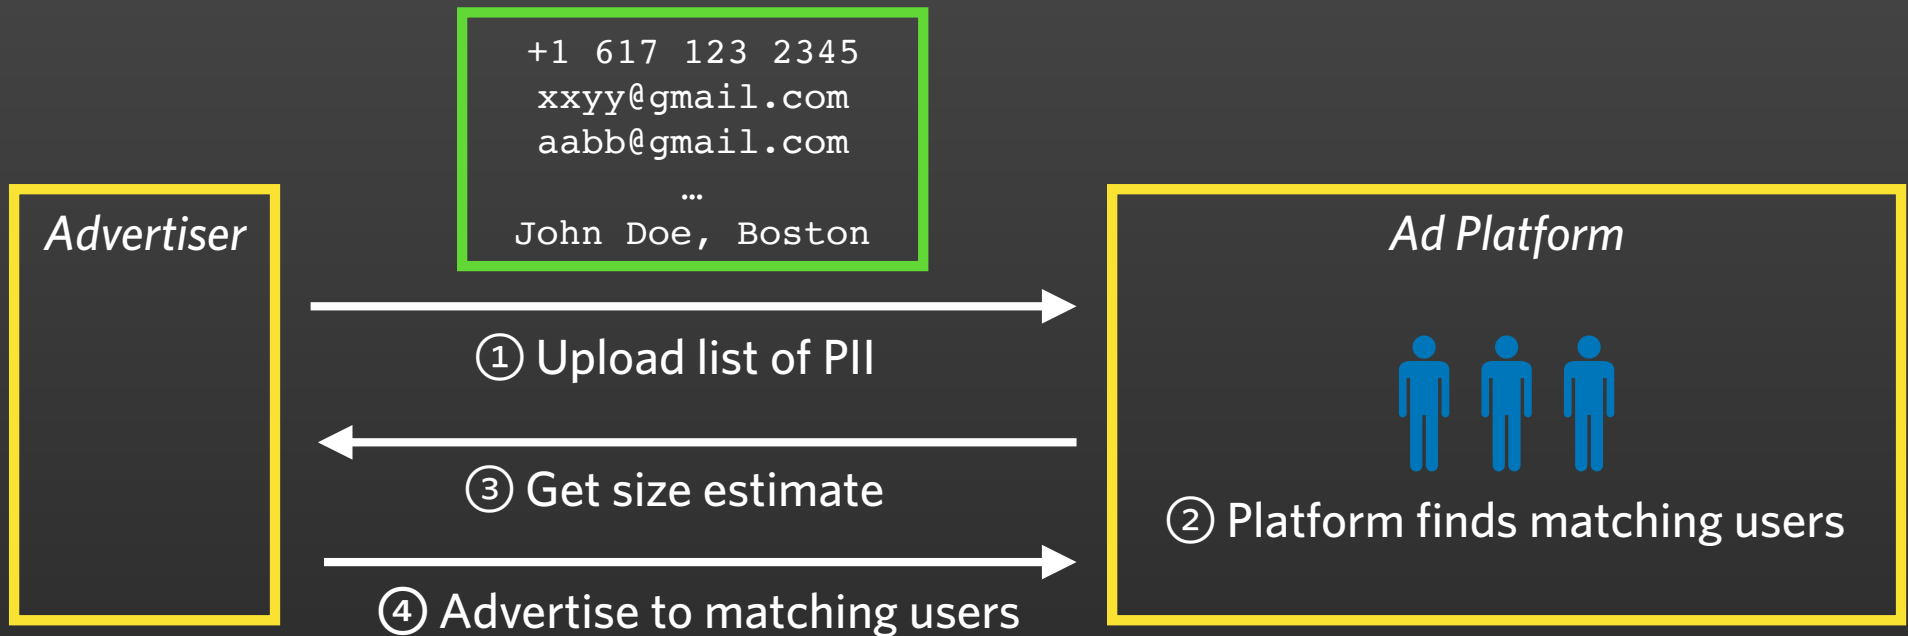 +1 617 123 2345
xxyy@gmail.com
aabb@gmail.com
…
John Doe, Boston
Advertiser
Ad Platform
① Upload list of PII
③ Get size estimate
② Platform finds matching users
④ Advertise to matching users